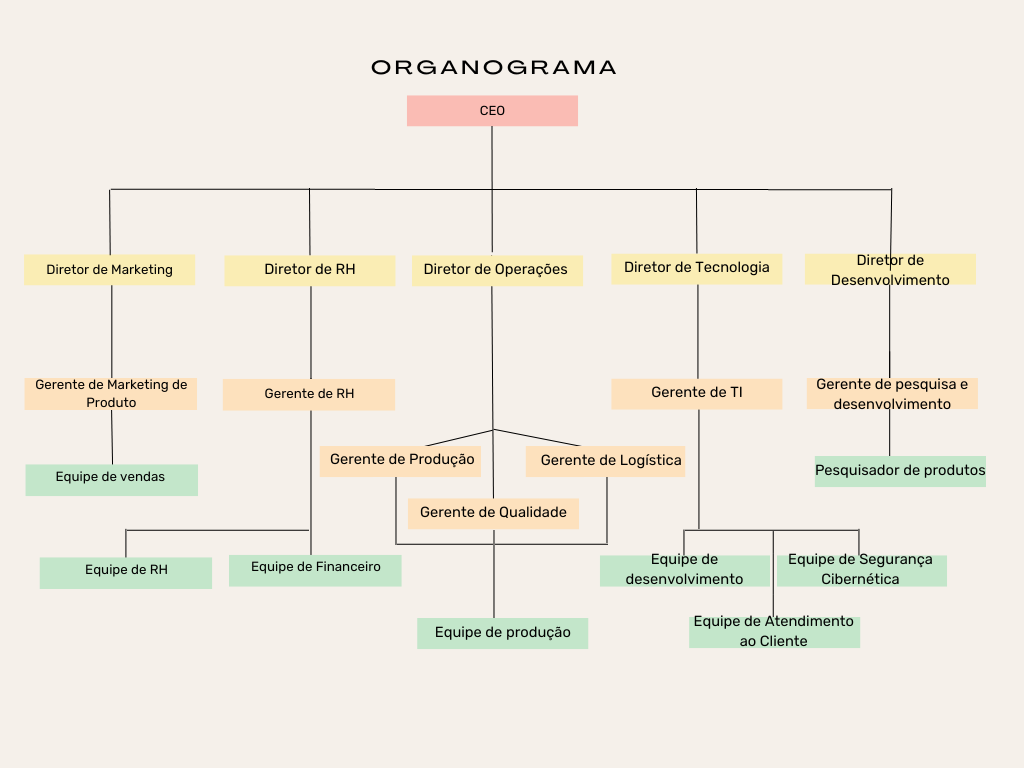 ORGANOGRAMA
CEO
Diretor de Marketing
Diretor de RH
Diretor de Operações
Diretor de Tecnologia
Diretor de
Desenvolvimento
Gerente de Marketing de
Produto
Gerente de RH
Gerente de TI
Gerente de pesquisa e
desenvolvimento
Gerente de Produção
Gerente de Logística
Equipe de vendas
Pesquisador de produtos
Gerente de Qualidade
Equipe de RH
Equipe de Financeiro
Equipe de
desenvolvimento
Equipe de Segurança
Cibernética
Equipe de produção
Equipe de Atendimento
ao Cliente